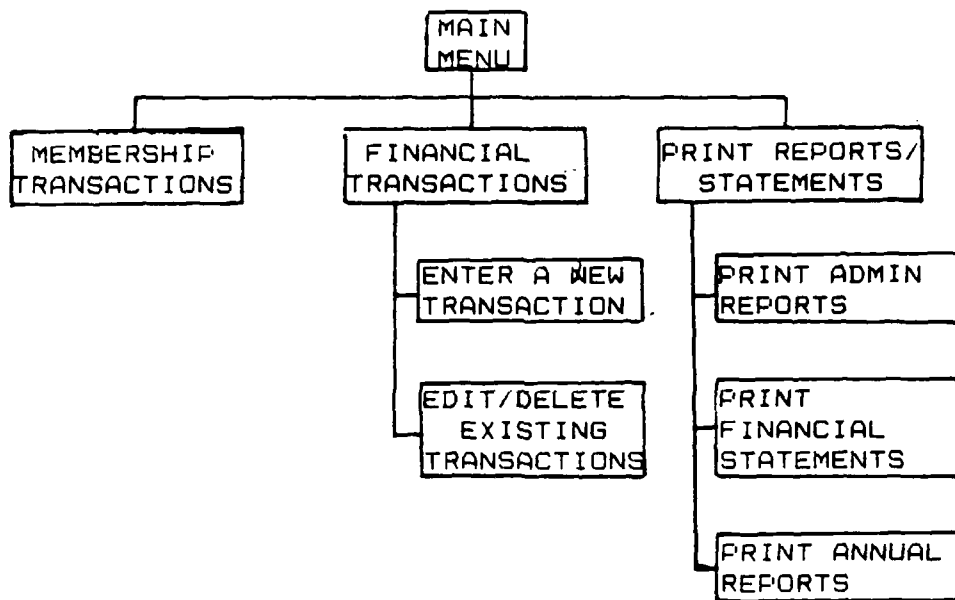 MAIN
MENU
MEMBERSHIP
TRANSACTIONS
FINANCIAL
TRANSACTIONS
PRINT REPORTS/
STATEMENTS
ENTER A NEW
TRANSACTION
EDIT/DELETE
EXISTING
TRANSACTIONS
PRINT ADMIN
REPORTS
PRINT
FINANCIAL
STATEMENTS
PRINT ANNUAL
REPORTS